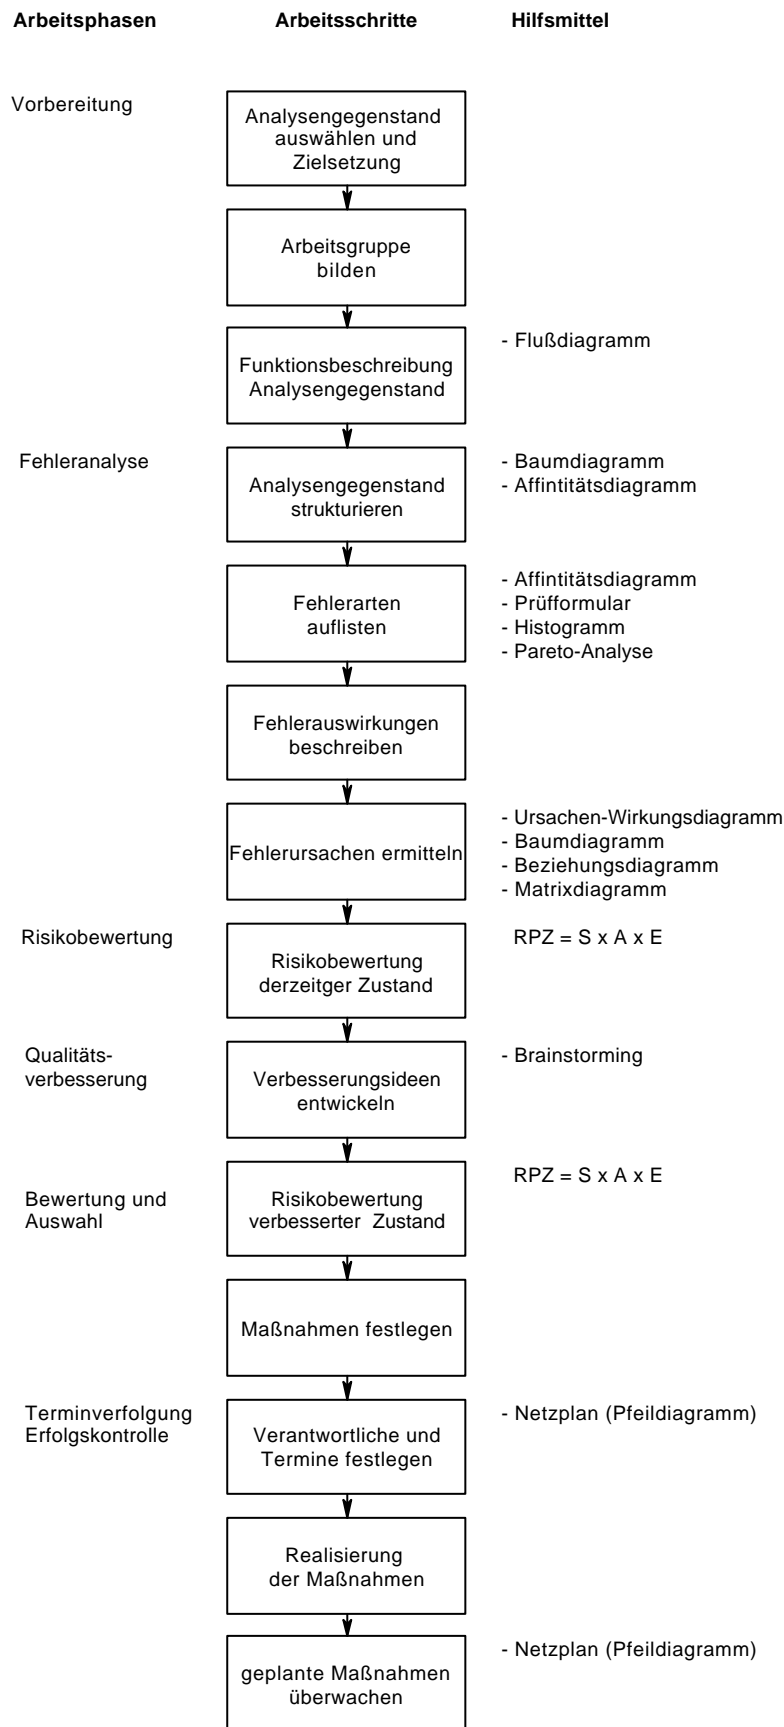 Arbeitsphasen Arbeitsschritte Hilfsmittel
Vorbereitung
Analysengegenstand
auswählen und
Zielsetzung
Arbeitsgruppe
bilden
Funktionsbeschreibung
Analysengegenstand
- Flußdiagramm
Fehleranalyse
Analysengegenstand
strukturieren
- Baumdiagramm
- Affintitätsdiagramm
Fehlerarten
auflisten
- Affintitätsdiagramm
- Prüfformular
- Histogramm
- Pareto-Analyse
Fehlerauswirkungen
beschreiben
Fehlerursachen ermitteln
- Ursachen-Wirkungsdiagramm
- Baumdiagramm
- Beziehungsdiagramm
- Matrixdiagramm
Risikobewertung
Risikobewertung
derzeitger Zustand
RPZ = S x A x E
Qualitäts-
verbesserung
Verbesserungsideen
entwickeln
- Brainstorming
Bewertung und
Auswahl
Risikobewertung
verbesserter Zustand
RPZ = S x A x E
Maßnahmen festlegen
Terminverfolgung
Erfolgskontrolle
Verantwortliche und
Termine festlegen
- Netzplan (Pfeildiagramm)
Realisierung
der Maßnahmen
geplante Maßnahmen
überwachen
- Netzplan (Pfeildiagramm)